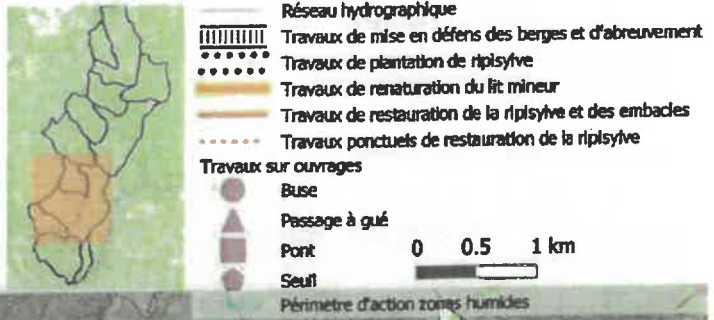 Réseau hydrographique
Travaux de mise en défens des berges et d'abreuvement
Travaux de plantation de ripisylve
Travaux de renaturation du lit mineur
Travaux de restauration de la ripisylve et des embacles
Travaux ponctuels de restauration de la ripisylve
Travaux sur ouvrages
Buse
Passage à gué
Pont
0 0.5 1 km
Seuil
Périmetre d'action zones humides